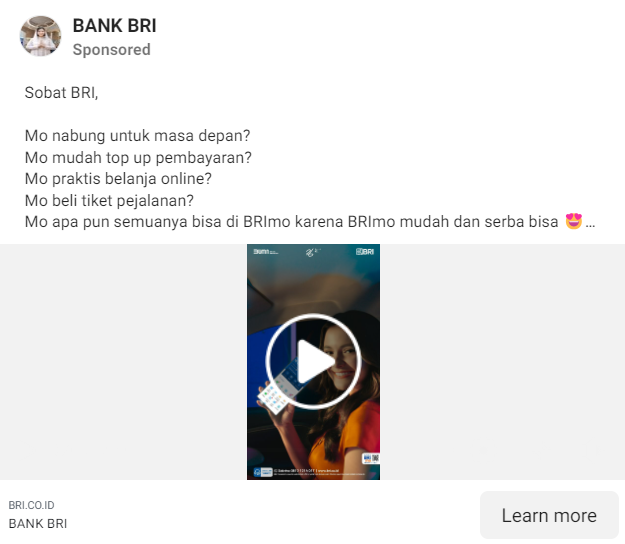 BANK BRI
Sponsored
Sobat BRI,
Mo nabung untuk masa depan?
Mo mudah top up pembayaran?
Mo praktis belanja online?
Mo beli tiket pejalanan?
Mo apa pun semuanya bisa di BRImo karena BRImo mudah dan serba bisa 😍...
BRI
BRI.CO.ID
BANK BRI
Learn more